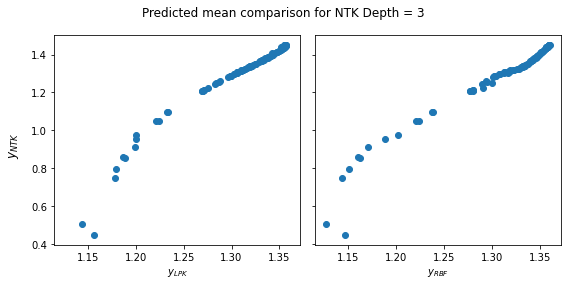 Predicted mean comparison for NTK Depth = 3
y_NTK
1.4
1.2
1.0
0.8
0.6
0.4
1.15 1.20 1.25 1.30 1.35
1.15 1.20 1.25 1.30 1.35
y_LPK
y_RBF